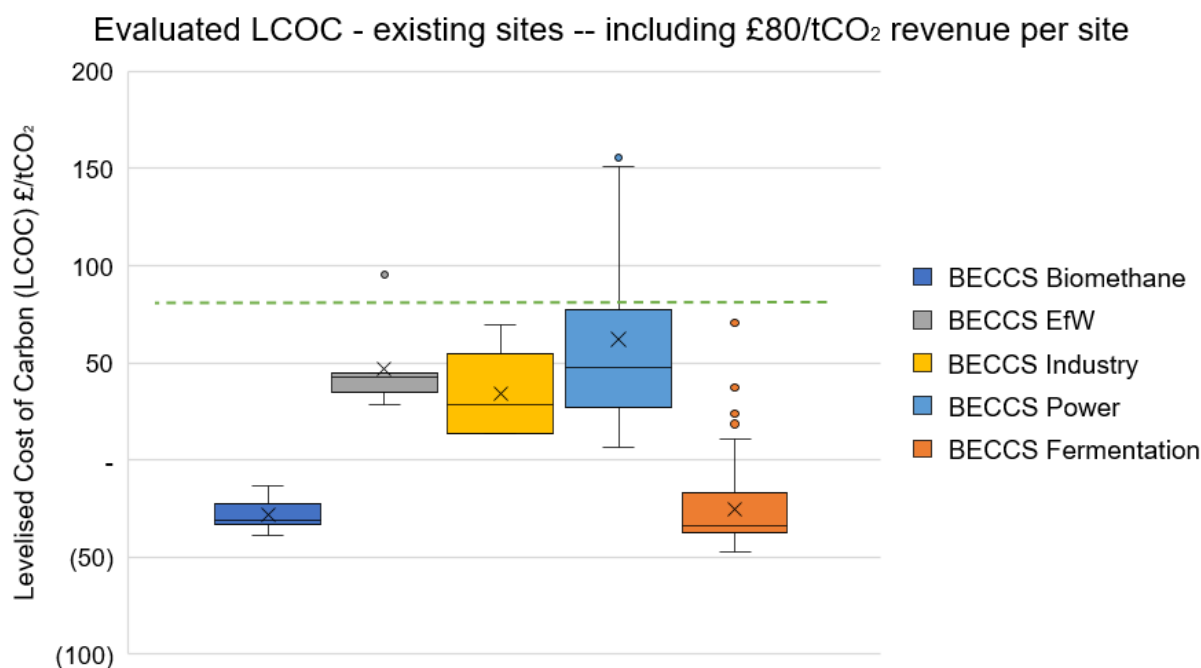 Evaluated LCOC - existing sites -- including £80/tCO₂ revenue per site
Levelised Cost of Carbon (LCOC) £/tCO₂
200
150
100
50
-
(50)
(100)
BECCS Biomethane
BECCS EfW
BECCS Industry
BECCS Power
BECCS Fermentation